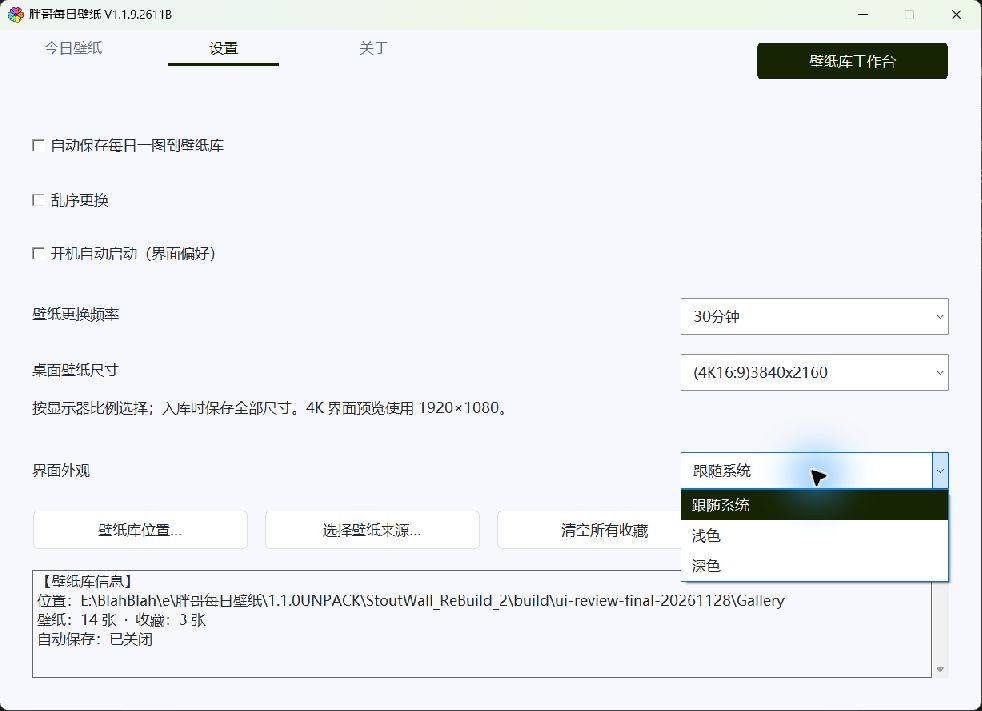 胖哥每日壁纸 V1.1.9.2611B
今日壁纸
设置
关于
壁纸库工作台
自动保存每日一图到壁纸库
乱序更换
开机自动启动（界面偏好）
壁纸更换频率
30分钟
桌面壁纸尺寸
(4K16:9)3840x2160
按显示器比例选择；入库时保存全部尺寸。4K 界面预览使用 1920×1080。
界面外观
跟随系统
跟随系统
浅色
深色
壁纸库位置...
选择壁纸来源...
清空所有收藏
【壁纸库信息】
位置：E:\BlahBlah\e\胖哥每日壁纸\1.1.0UNPACK\StoutWall_ReBuild_2\build\ui-review-final-20261128\Gallery
壁纸：14 张 · 收藏：3 张
自动保存：已关闭